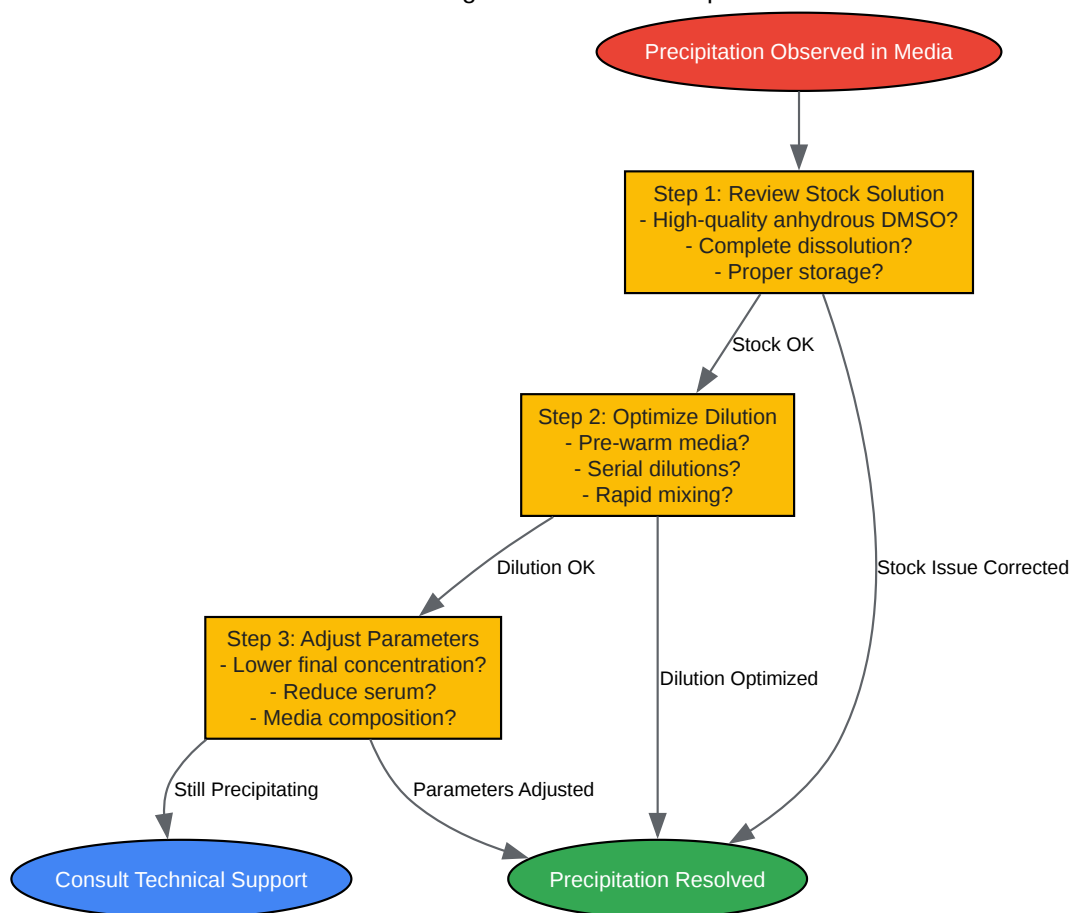 Precipitation Observed in Media
Step 1: Review Stock Solution
- High-quality anhydrous DMSO?
- Complete dissolution?
- Proper storage?
Stock OK
Step 2: Optimize Dilution
- Pre-warm media?
- Serial dilutions?
- Rapid mixing?
Dilution OK
Stock Issue Corrected
Step 3: Adjust Parameters
- Lower final concentration?
- Reduce serum?
- Media composition?
Dilution Optimized
Still Precipitating
Parameters Adjusted
Consult Technical Support
Precipitation Resolved